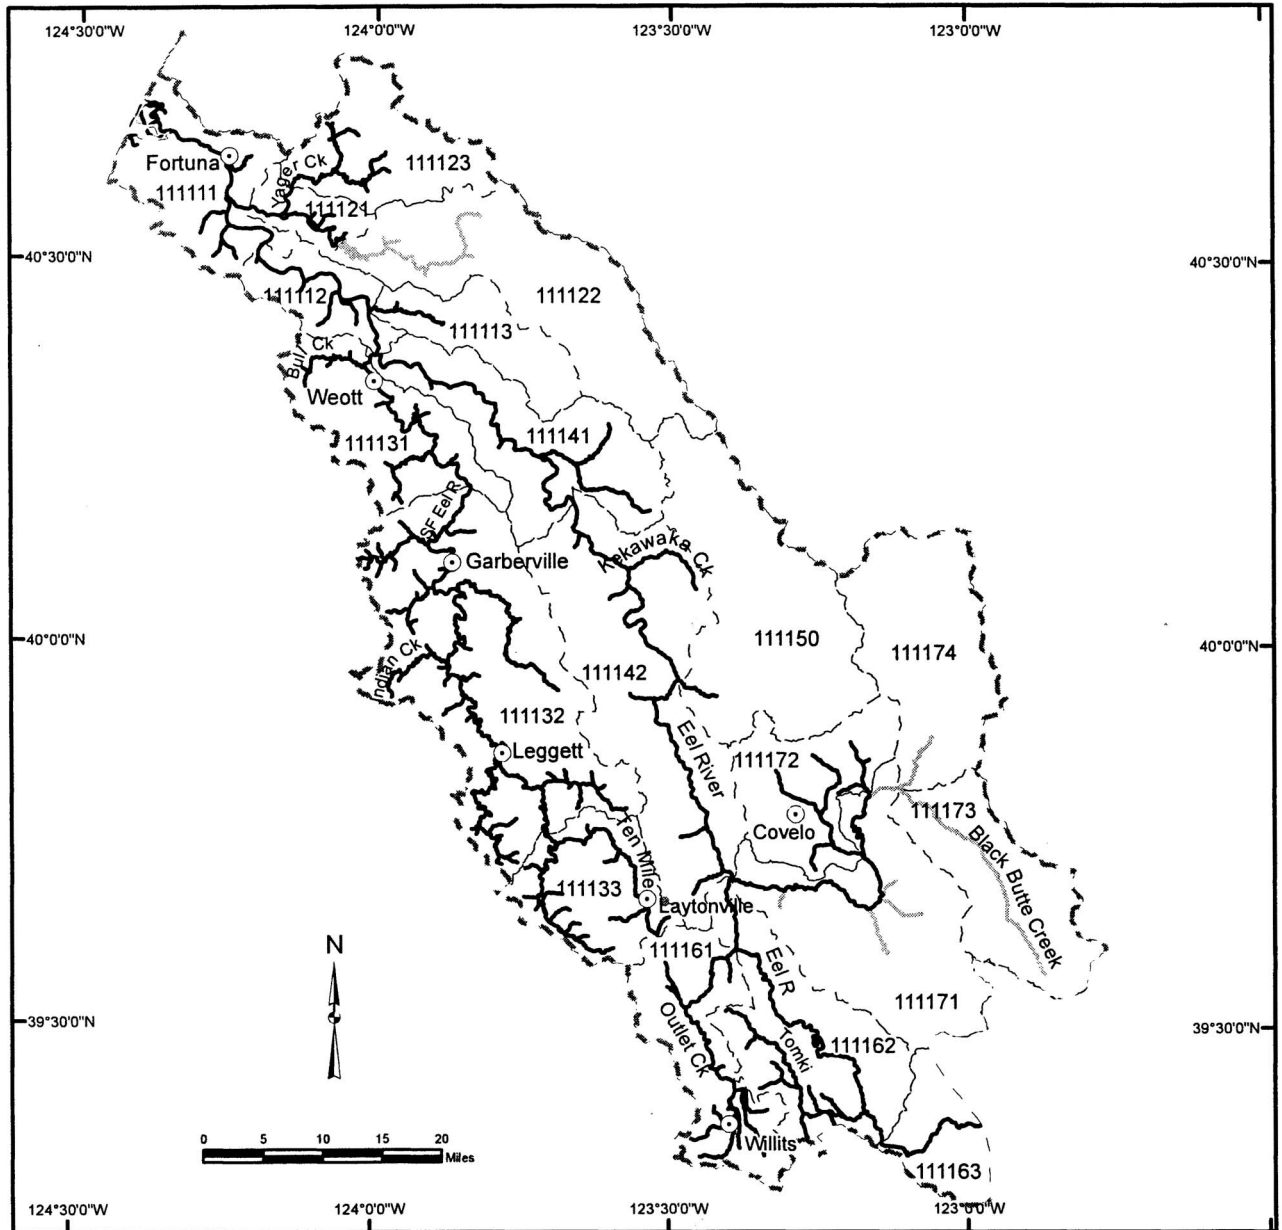 124°30'0"W
124°0'0"W
123°30'0"W
123°0'0"W
Fortuna
Yager Ck
111123
111111
111121
40°30'0"N
40°30'0"N
111122
111112
111113
Bull Ck
Weott
111131
111141
SF Eel R
Garberville
Kekawaka Ck
111150
40°0'0"N
40°0'0"N
111174
Indian Ck
111142
111132
Eel River
Leggett
111172
111173
Covelo
Ten Mile
Black Butte Creek
111133
Laytonville
N
111161
Eel R
111171
39°30'0"N
39°30'0"N
Outlet Ck
Tomki
111162
0 5 10 15 20
Miles
Willits
111163
124°30'0"W
124°0'0"W
123°30'0"W
123°0'0"W